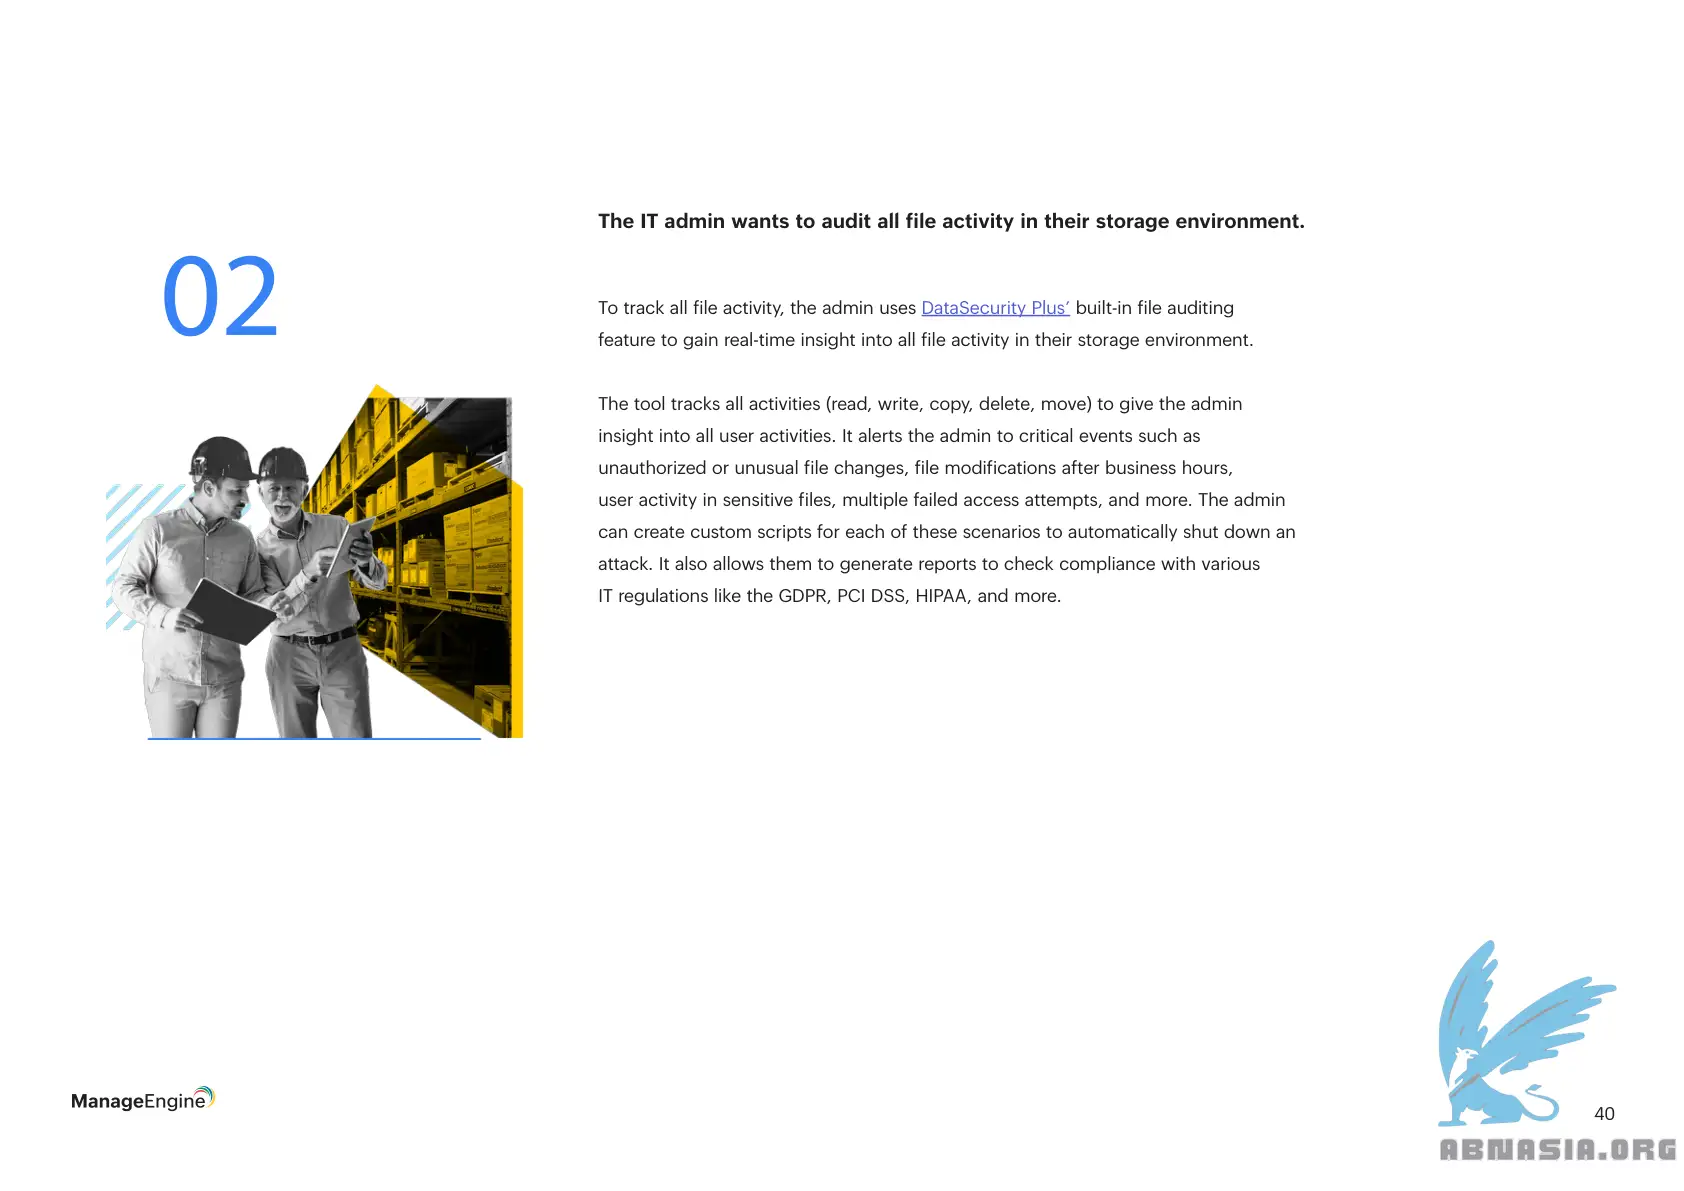 02
The IT admin wants to audit all file activity in their storage environment.
To track all file activity, the admin uses DataSecurity Plus’ built-in file auditing
feature to gain real-time insight into all file activity in their storage environment.
The tool tracks all activities (read, write, copy, delete, move) to give the admin
insight into all user activities. It alerts the admin to critical events such as
unauthorized or unusual file changes, file modifications after business hours,
user activity in sensitive files, multiple failed access attempts, and more. The admin
can create custom scripts for each of these scenarios to automatically shut down an
attack. It also allows them to generate reports to check compliance with various
IT regulations like the GDPR, PCI DSS, HIPAA, and more.
ManageEngine
40
ABNASIA.ORG